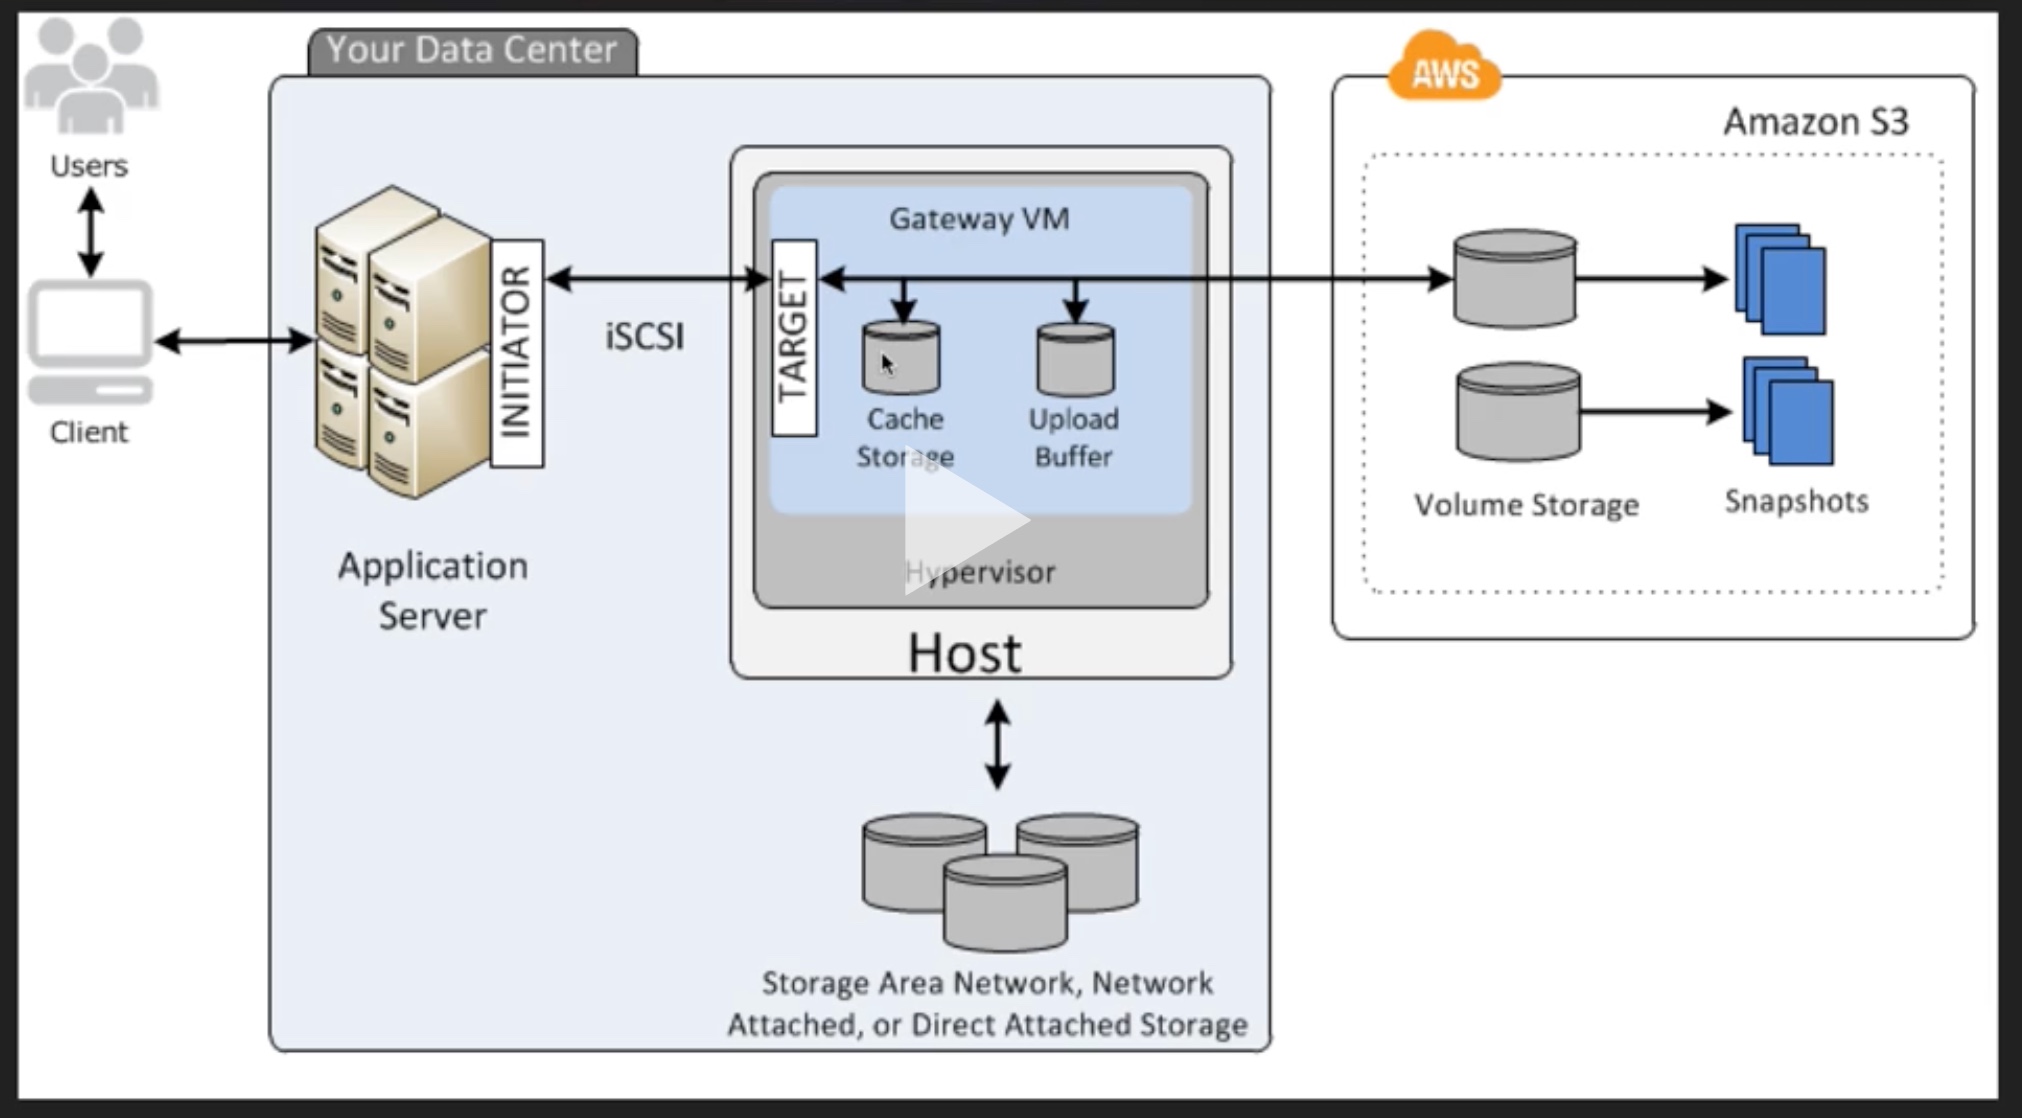 Your Data Center
AWS
Amazon S3
Users
Gateway VM
INITIATOR
iSCSI
TARGET
Cache
Storage
Upload
Buffer
Client
Volume Storage
Snapshots
Application
Server
Hypervisor
Host
Storage Area Network, Network
Attached, or Direct Attached Storage